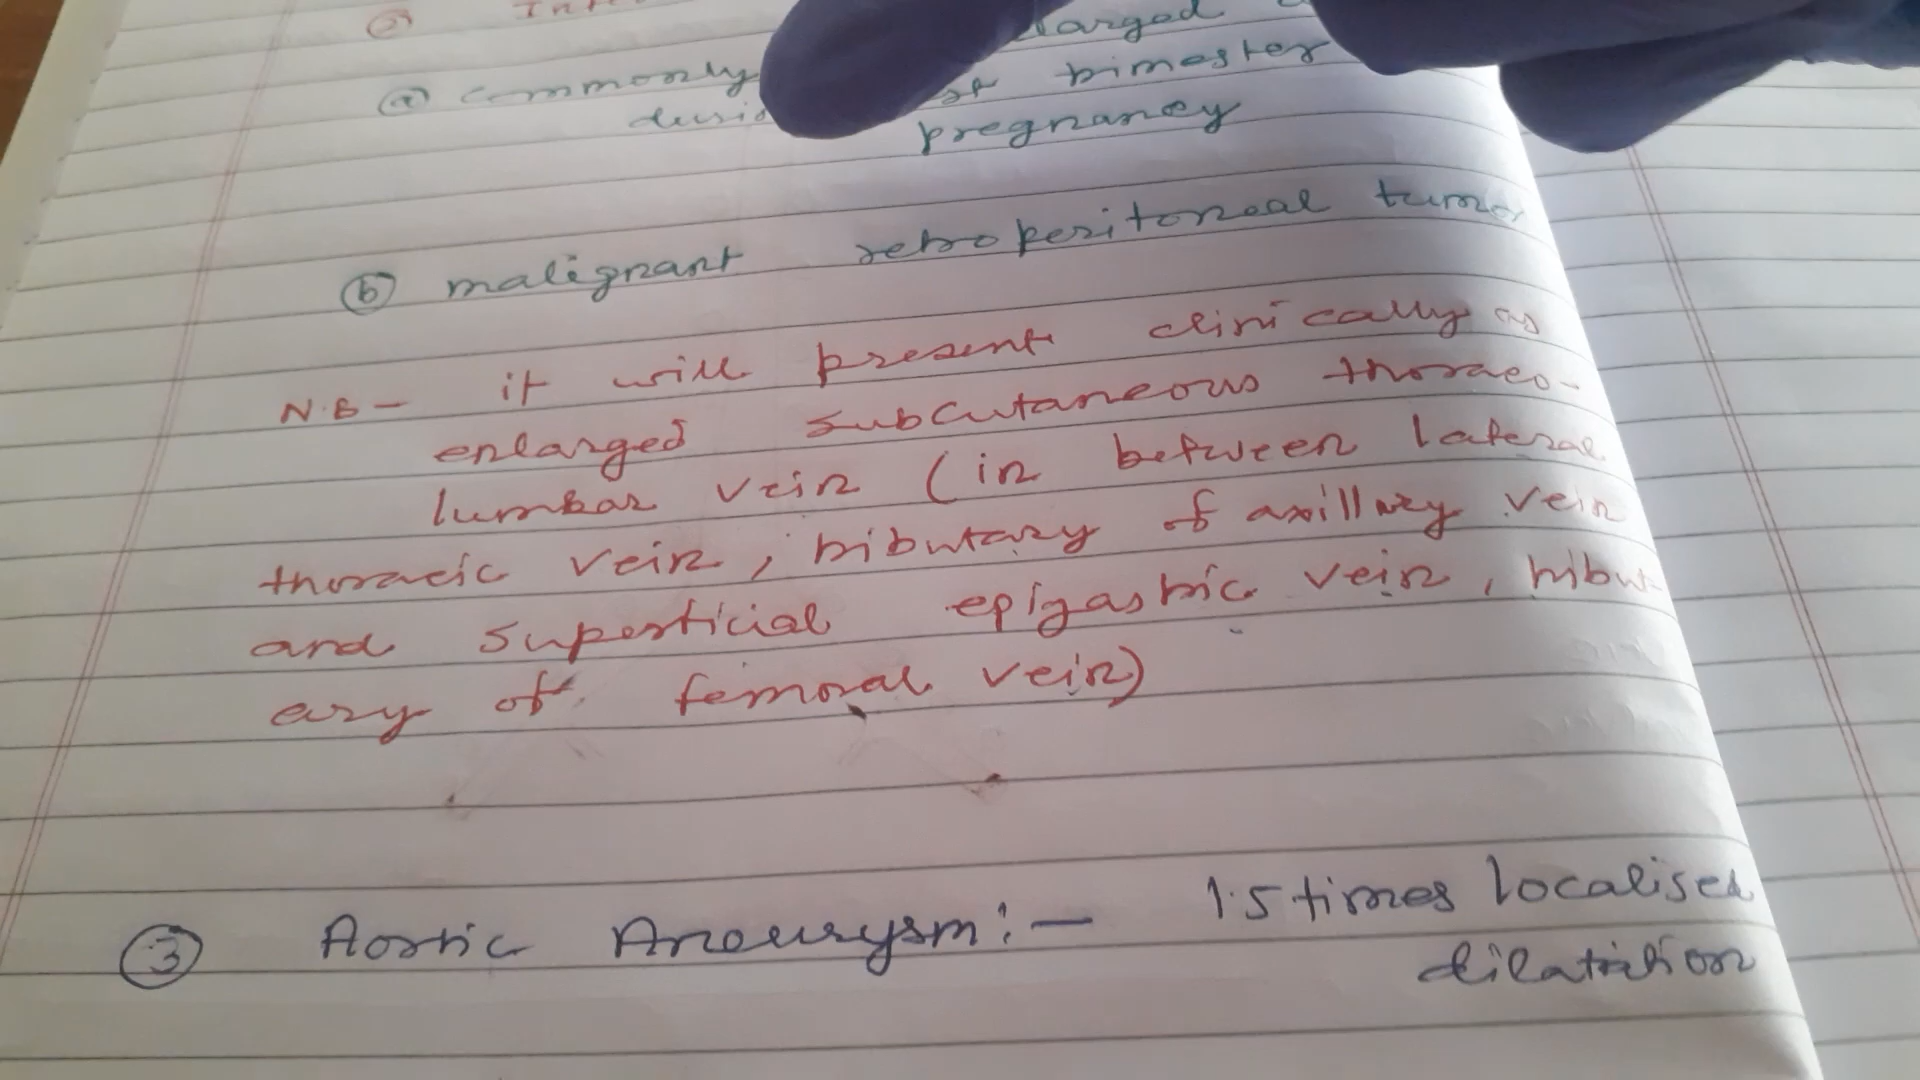 (a) commonly
trimester
pregnancy
(b) malignant retroperitoneal tumor
N.B - it will present clinically as
enlarged subcutaneous thoraco-
lumbar vein (in between lateral
thoracic vein, tributary of axillary vein
and superficial epigastric vein, tribut-
ary of femoral vein)
(3) Aortic Aneurysm :- 1.5 times localised
dilatation